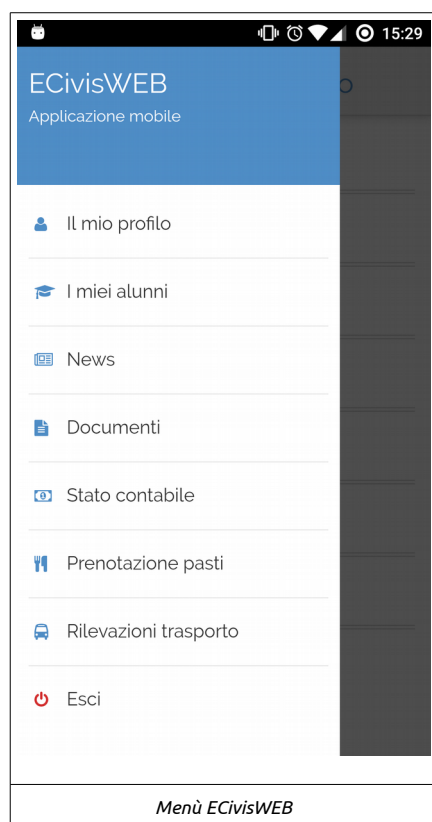 15:29
ECivisWEB
Applicazione mobile
o
Il mio profilo
I miei alunni
News
Documenti
Stato contabile
Prenotazione pasti
Rilevazioni trasporto
Esci
Menù ECivisWEB